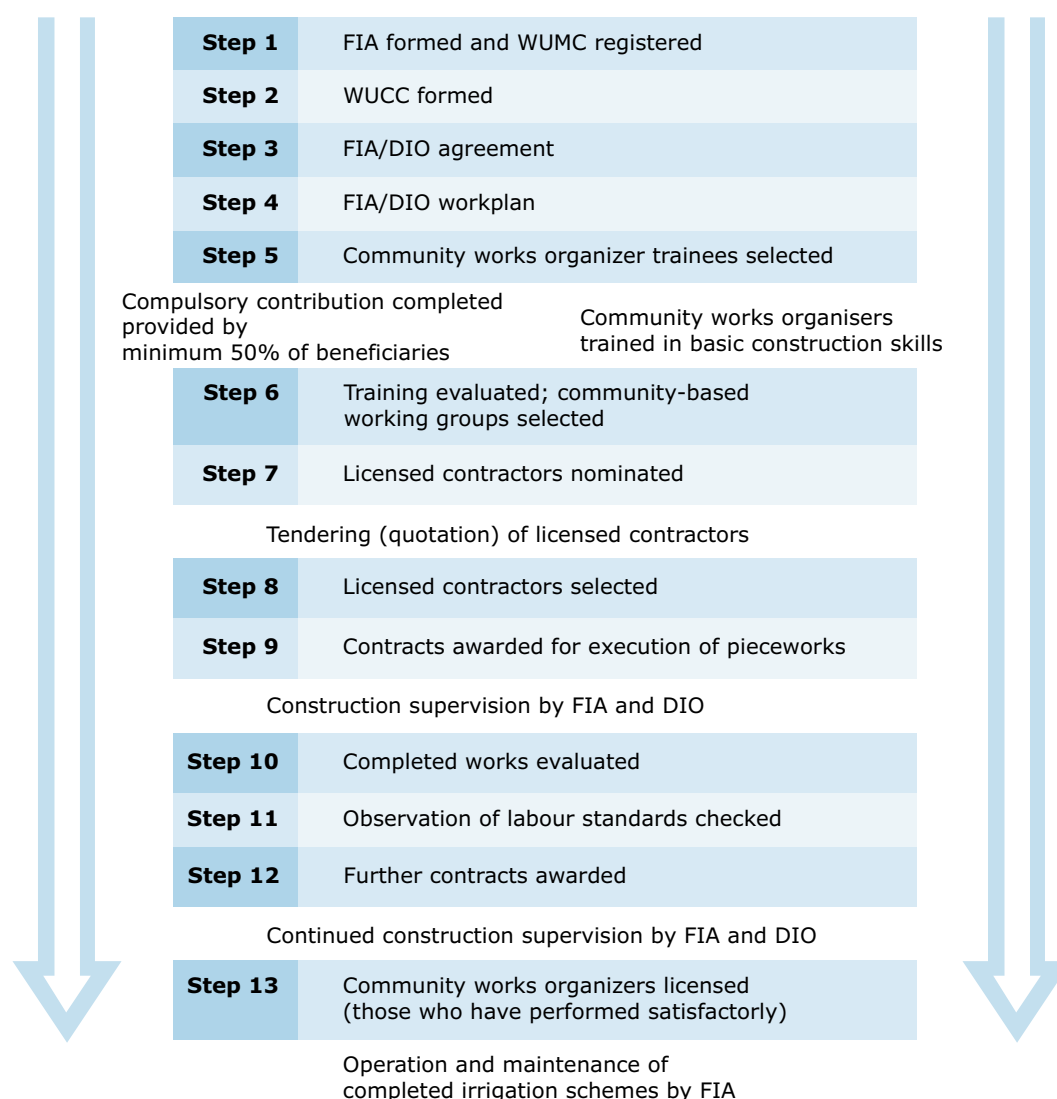 Step 1 FIA formed and WUMC registered
Step 2 WUCC formed
Step 3 FIA/DIO agreement
Step 4 FIA/DIO workplan
Step 5 Community works organizer trainees selected
Compulsory contribution completed
provided by
minimum 50% of beneficiaries
Community works organisers
trained in basic construction skills
Step 6 Training evaluated; community-based
working groups selected
Step 7 Licensed contractors nominated
Tendering (quotation) of licensed contractors
Step 8 Licensed contractors selected
Step 9 Contracts awarded for execution of pieceworks
Construction supervision by FIA and DIO
Step 10 Completed works evaluated
Step 11 Observation of labour standards checked
Step 12 Further contracts awarded
Continued construction supervision by FIA and DIO
Step 13 Community works organizers licensed
(those who have performed satisfactorly)
Operation and maintenance of
completed irrigation schemes by FIA